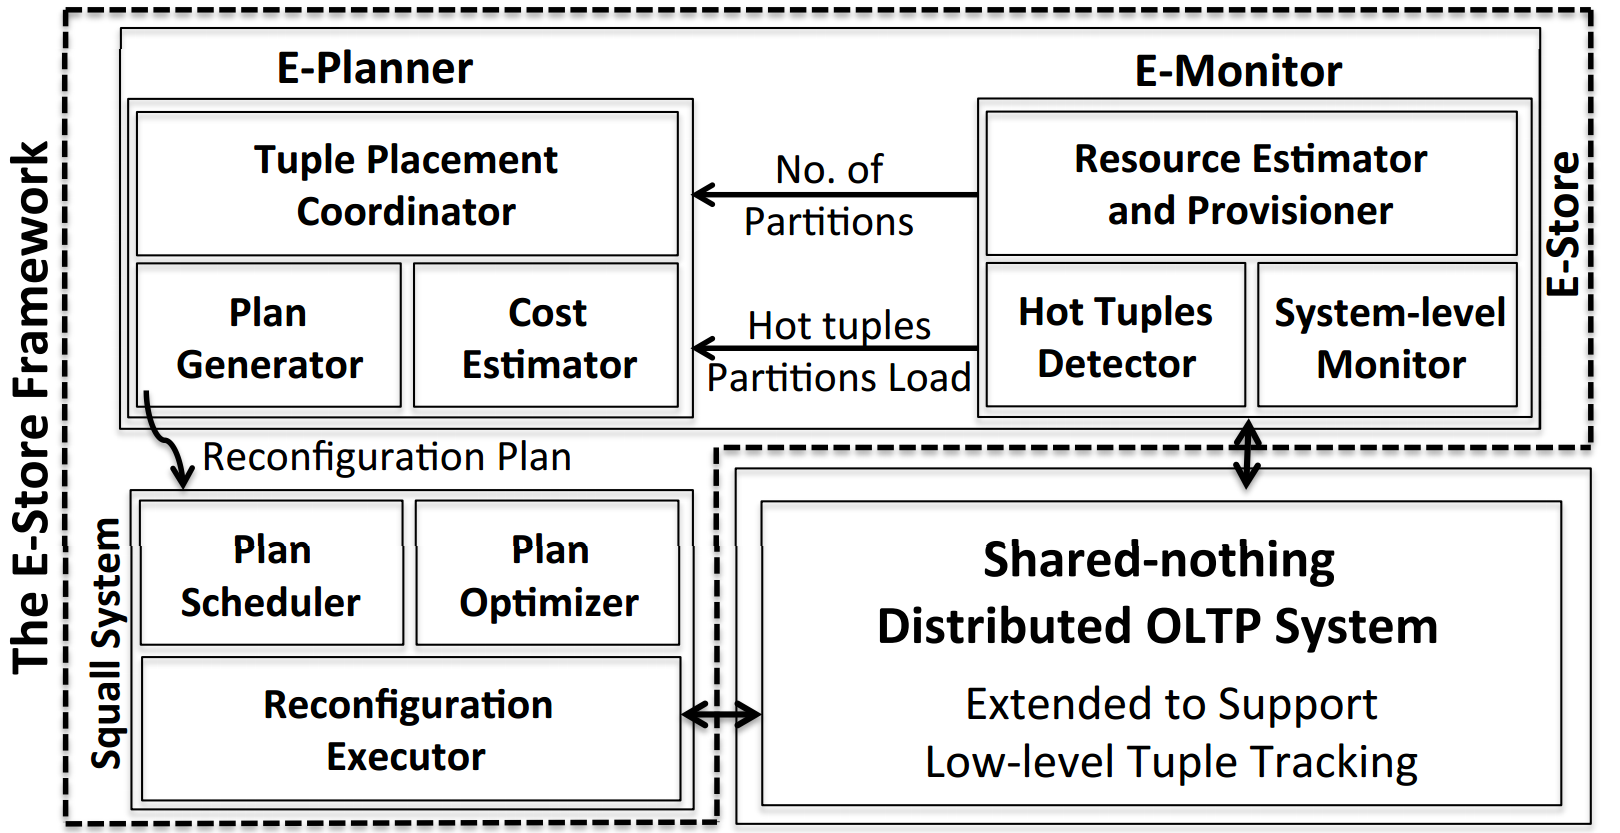 The E-Store Framework
E-Planner
Tuple Placement
Coordinator
Plan
Generator
Cost
Estimator
No. of
Partitions
Hot tuples
Partitions Load
E-Monitor
Resource Estimator
and Provisioner
Hot Tuples
Detector
System-level
Monitor
E-Store
Reconfiguration Plan
Squall System
Plan
Scheduler
Plan
Optimizer
Reconfiguration
Executor
Shared-nothing
Distributed OLTP System
Extended to Support
Low-level Tuple Tracking